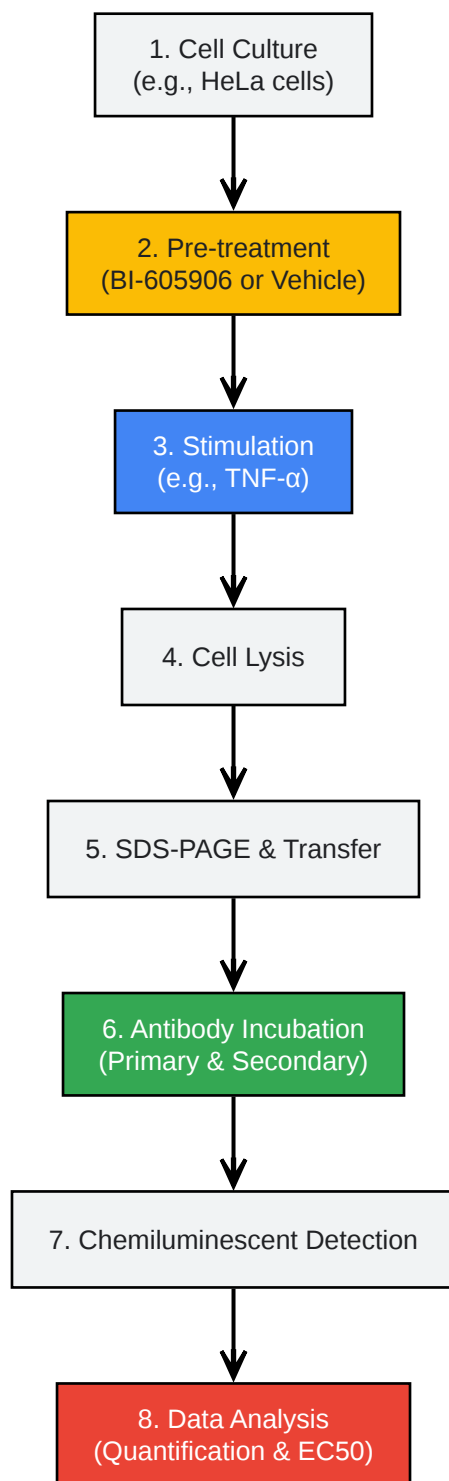 1. Cell Culture
(e.g., HeLa cells)
2. Pre-treatment
(BI-605906 or Vehicle)
3. Stimulation
(e.g., TNF-α)
4. Cell Lysis
5. SDS-PAGE & Transfer
6. Antibody Incubation
(Primary & Secondary)
7. Chemiluminescent Detection
8. Data Analysis
(Quantification & EC50)